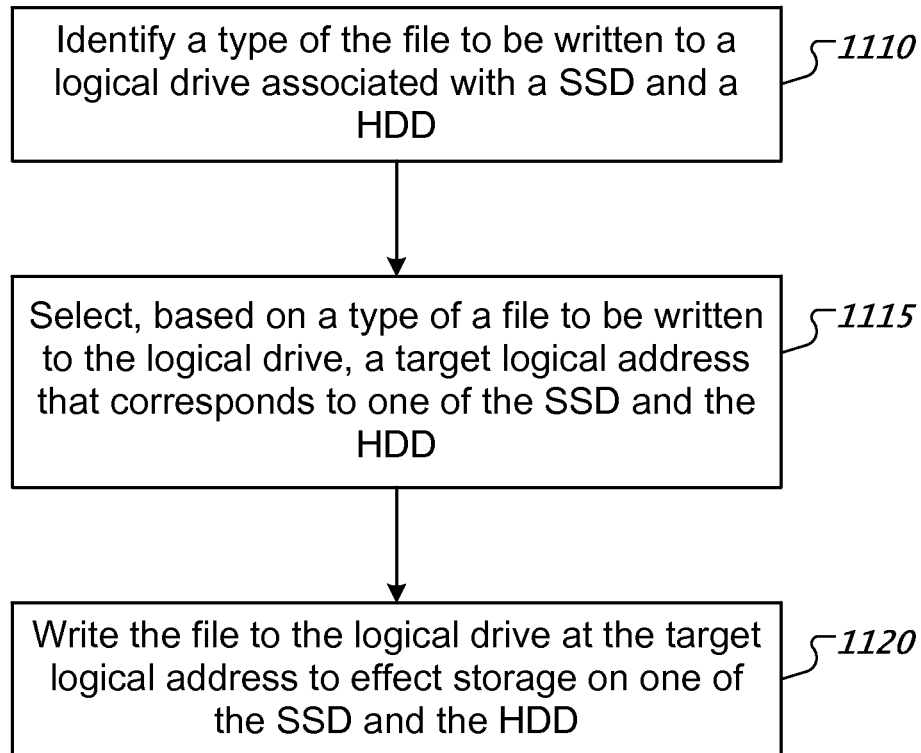 Identify a type of the file to be written to a
logical drive associated with a SSD and a
HDD
1110
Select, based on a type of a file to be written
to the logical drive, a target logical address
that corresponds to one of the SSD and the
HDD
1115
Write the file to the logical drive at the target
logical address to effect storage on one of
the SSD and the HDD
1120